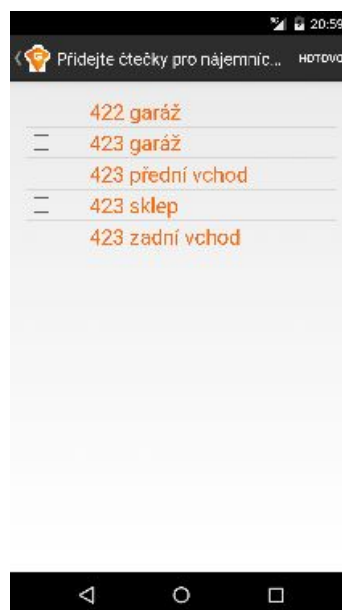 20:59
Přidejte čtečky pro nájemníc... HOTOVO
422 garáž
423 garáž
423 přední vchod
423 sklep
423 zadní vchod